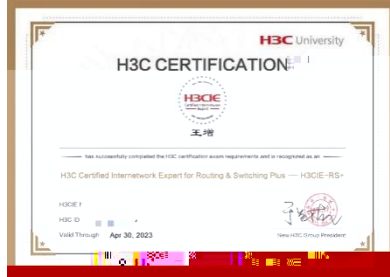 H3C University
H3C CERTIFICATION
H3CIE
王增
has successfully completed the H3C certification exam requirements and is recognized as an
H3C Certified Internetwork Expert for Routing & Switching Plus — H3CIE-RS+
H3CIE
H3C ID
Valid Through Apr 30, 2023
New H3C Group President